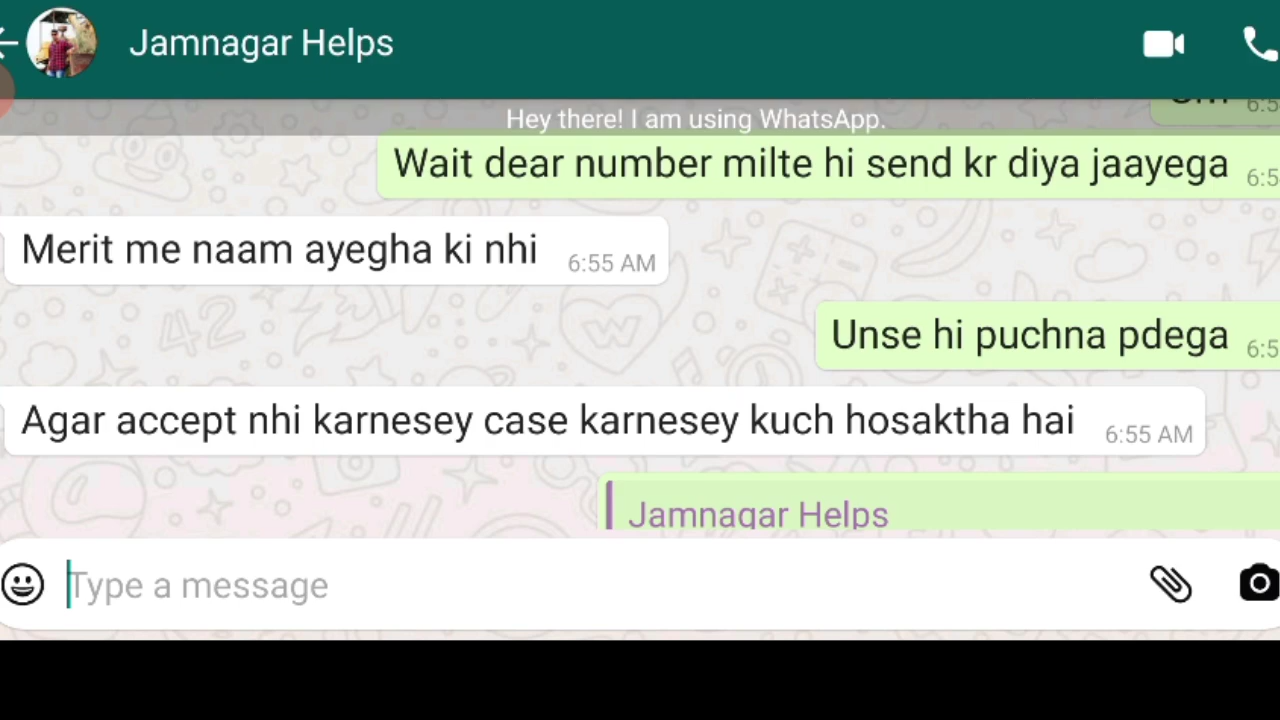 Jamnagar Helps
Hey there! I am using WhatsApp.
Wait dear number milte hi send kr diya jaayega
Merit me naam ayegha ki nhi 6:55 AM
Unse hi puchna pdega
Agar accept nhi karnesey case karnesey kuch hosaktha hai 6:55 AM
Jamnagar Helps
Type a message